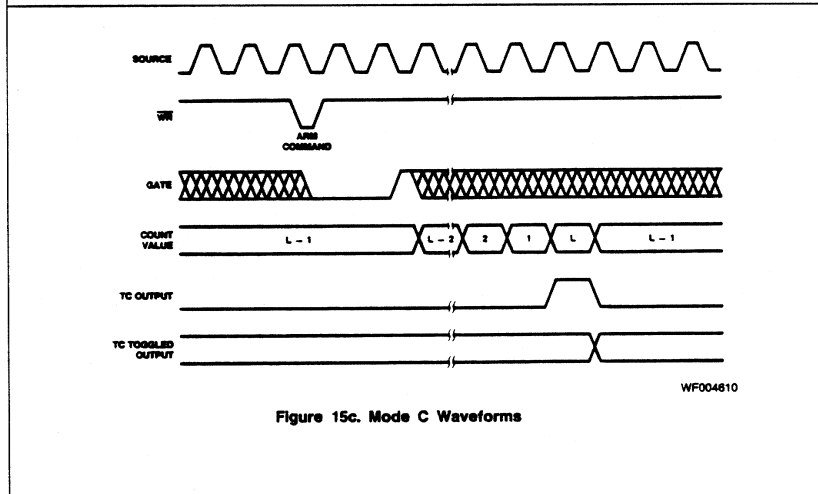 SOURCE
WR
ARM
COMMAND
GATE
COUNT
VALUE
L – 1
L – 2
2
1
L
L – 1
TC OUTPUT
TC TOGGLED
OUTPUT
WF004610
Figure 15c. Mode C Waveforms